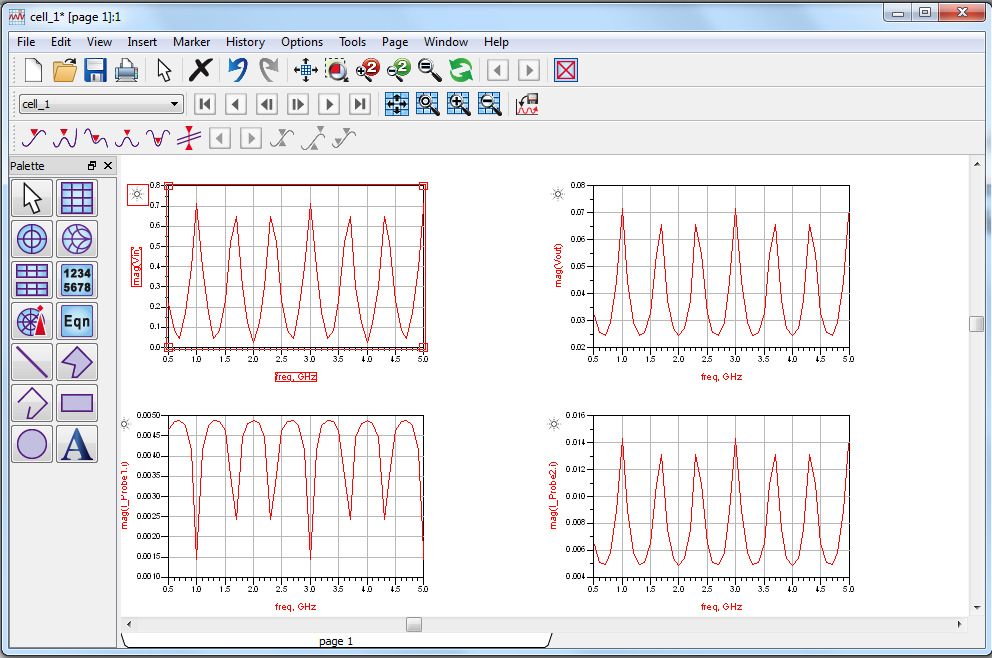 cell_1* [page 1]:1
File Edit View Insert Marker History Options Tools Page Window Help
+2 -2
cell_1
Palette
1234
5678
Eqn
A
mag(Vin)
0.8
0.7
0.6
0.5
0.4
0.3
0.2
0.1
0.0
0.5 1.0 1.5 2.0 2.5 3.0 3.5 4.0 4.5 5.0
freq, GHz
mag(Vout)
0.08
0.07
0.06
0.05
0.04
0.03
0.02
0.5 1.0 1.5 2.0 2.5 3.0 3.5 4.0 4.5 5.0
freq, GHz
mag(I_Probe1.i)
0.0050
0.0045
0.0040
0.0035
0.0030
0.0025
0.0020
0.0015
0.0010
0.5 1.0 1.5 2.0 2.5 3.0 3.5 4.0 4.5 5.0
freq, GHz
mag(I_Probe2.i)
0.016
0.014
0.012
0.010
0.008
0.006
0.004
0.5 1.0 1.5 2.0 2.5 3.0 3.5 4.0 4.5 5.0
freq, GHz
page 1